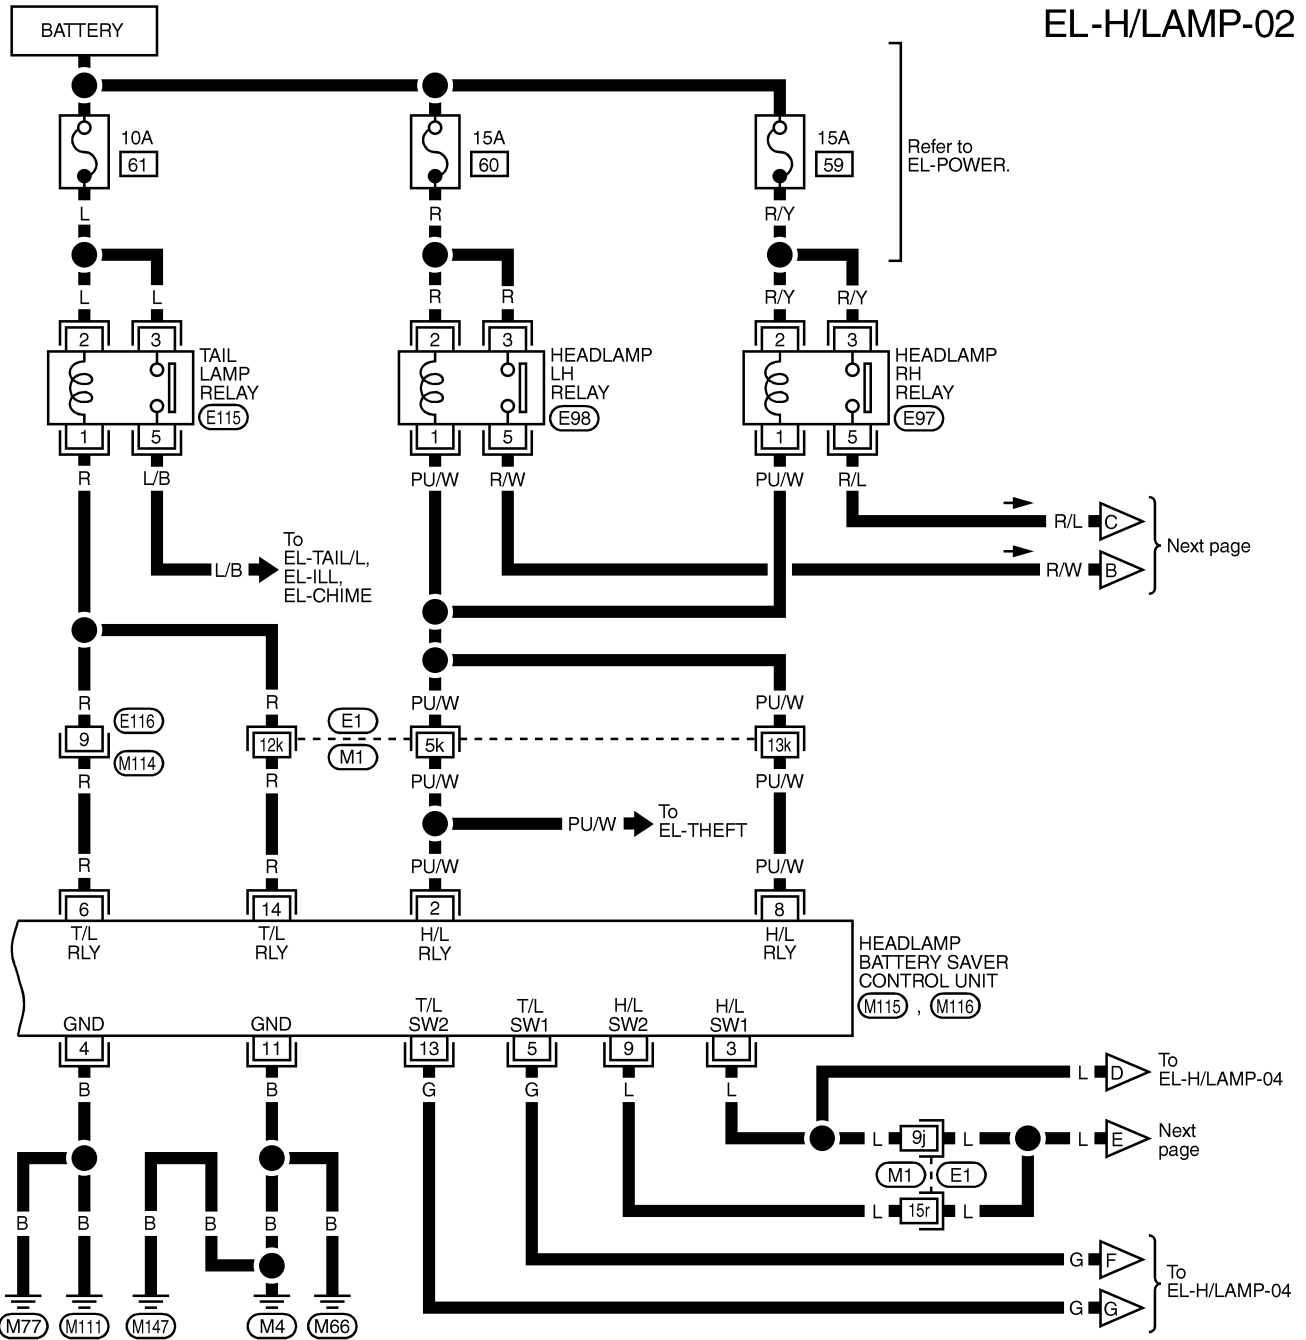 EL-H/LAMP-02
BATTERY
10A
61
15A
60
15A
59
Refer to
EL-POWER.
L
R
R/Y
L
L
R
R
R/Y
R/Y
2
3
2
3
2
3
TAIL
LAMP
RELAY
E115
HEADLAMP
LH
RELAY
E98
HEADLAMP
RH
RELAY
E97
1
5
1
5
1
5
R
L/B
PU/W
R/W
PU/W
R/L
R/L
C
R/W
B
Next page
L/B
To
EL-TAIL/L,
EL-ILL,
EL-CHIME
R
R
PU/W
PU/W
E116
E1
9
12k
5k
13k
M114
M1
R
R
PU/W
PU/W
PU/W
To
EL-THEFT
R
R
PU/W
PU/W
6
14
2
8
T/L
RLY
T/L
RLY
H/L
RLY
H/L
RLY
HEADLAMP
BATTERY SAVER
CONTROL UNIT
M115 , M116
GND
GND
T/L
SW2
T/L
SW1
H/L
SW2
H/L
SW1
4
11
13
5
9
3
B
B
G
G
L
L
L
D
To
EL-H/LAMP-04
L
9j
L
L
E
Next
page
M1
E1
L
15r
L
B
B
B
B
B
B
G
F
G
G
To
EL-H/LAMP-04
M77
M111
M147
M4
M66